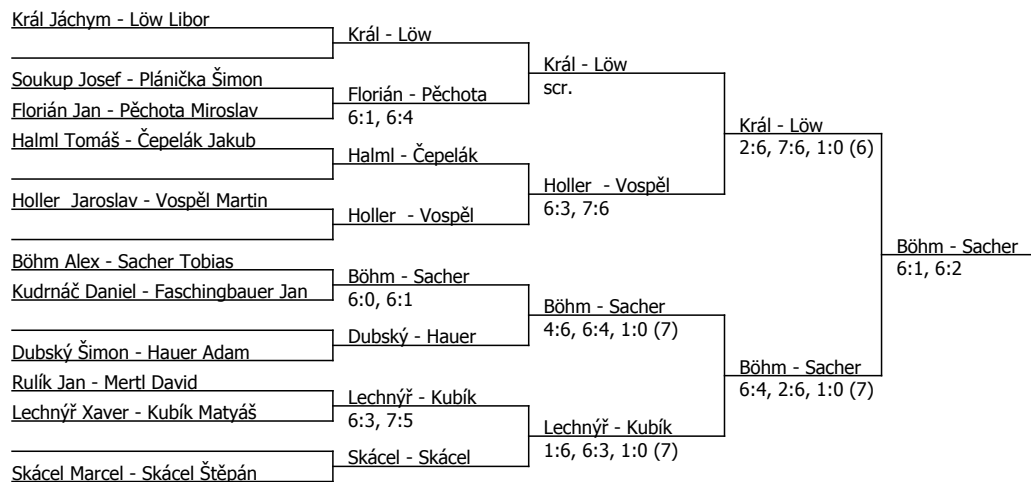 Král Jáchym - Löw Libor
Soukup Josef - Plánička Šimon
Florián Jan - Pěchota Miroslav
Halml Tomáš - Čepelák Jakub
Holler  Jaroslav - Vospěl Martin
Böhm Alex - Sacher Tobias
Kudrnáč Daniel - Faschingbauer Jan
Dubský Šimon - Hauer Adam
Rulík Jan - Mertl David
Lechnýř Xaver - Kubík Matyáš
Skácel Marcel - Skácel Štěpán
Král - Löw
Florián - Pěchota
6:1, 6:4
Halml - Čepelák
Holler  - Vospěl
Böhm - Sacher
6:0, 6:1
Dubský - Hauer
Lechnýř - Kubík
6:3, 7:5
Skácel - Skácel
Král - Löw
scr.
Holler  - Vospěl
6:3, 7:6
Böhm - Sacher
4:6, 6:4, 1:0 (7)
Lechnýř - Kubík
1:6, 6:3, 1:0 (7)
Král - Löw
2:6, 7:6, 1:0 (6)
Böhm - Sacher
6:4, 2:6, 1:0 (7)
Böhm - Sacher
6:1, 6:2